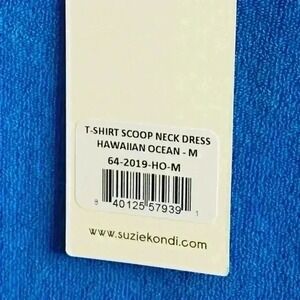 T-SHIRT SCOOP NECK DRESS
HAWAIIAN OCEAN - M
64-2019-HO-M
8 40125 57939 1
www.suziekondi.com